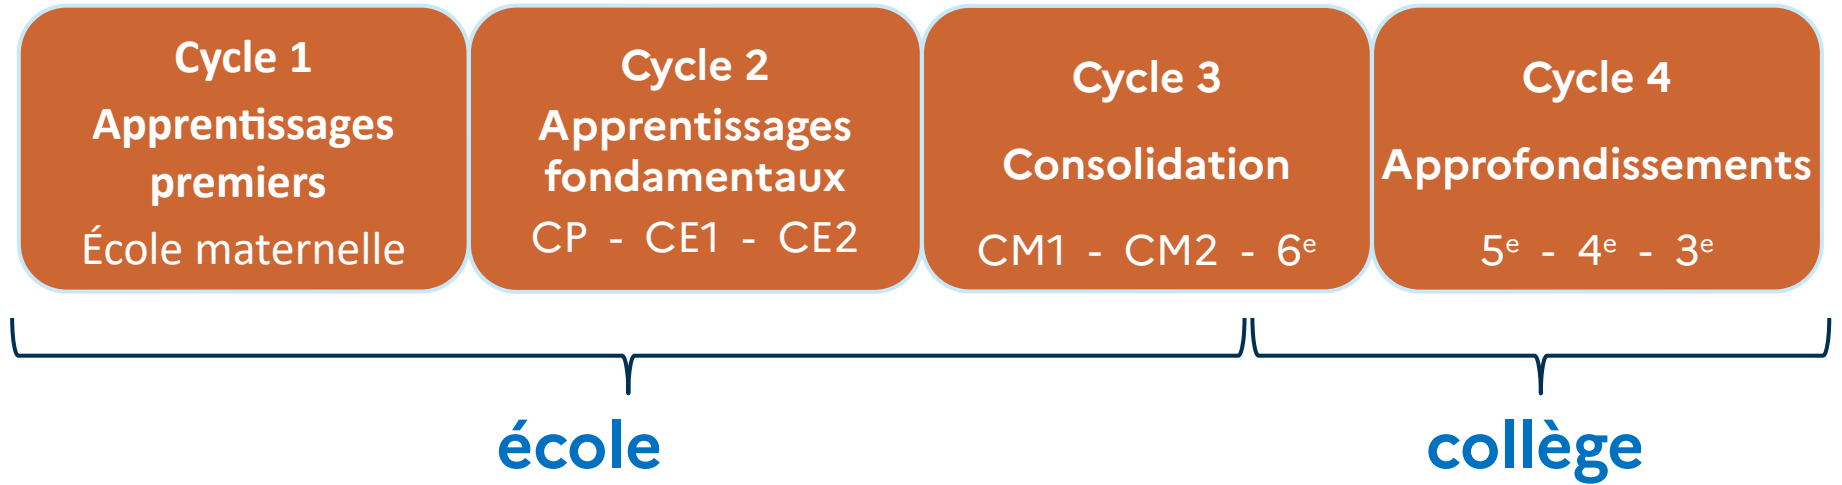 Cycle 1
Apprentissages
premiers
École maternelle
Cycle 2
Apprentissages
fondamentaux
CP - CE1 - CE2
Cycle 3
Consolidation
CM1 - CM2 - 6e
Cycle 4
Approfondissements
5e - 4e - 3e
école
collège